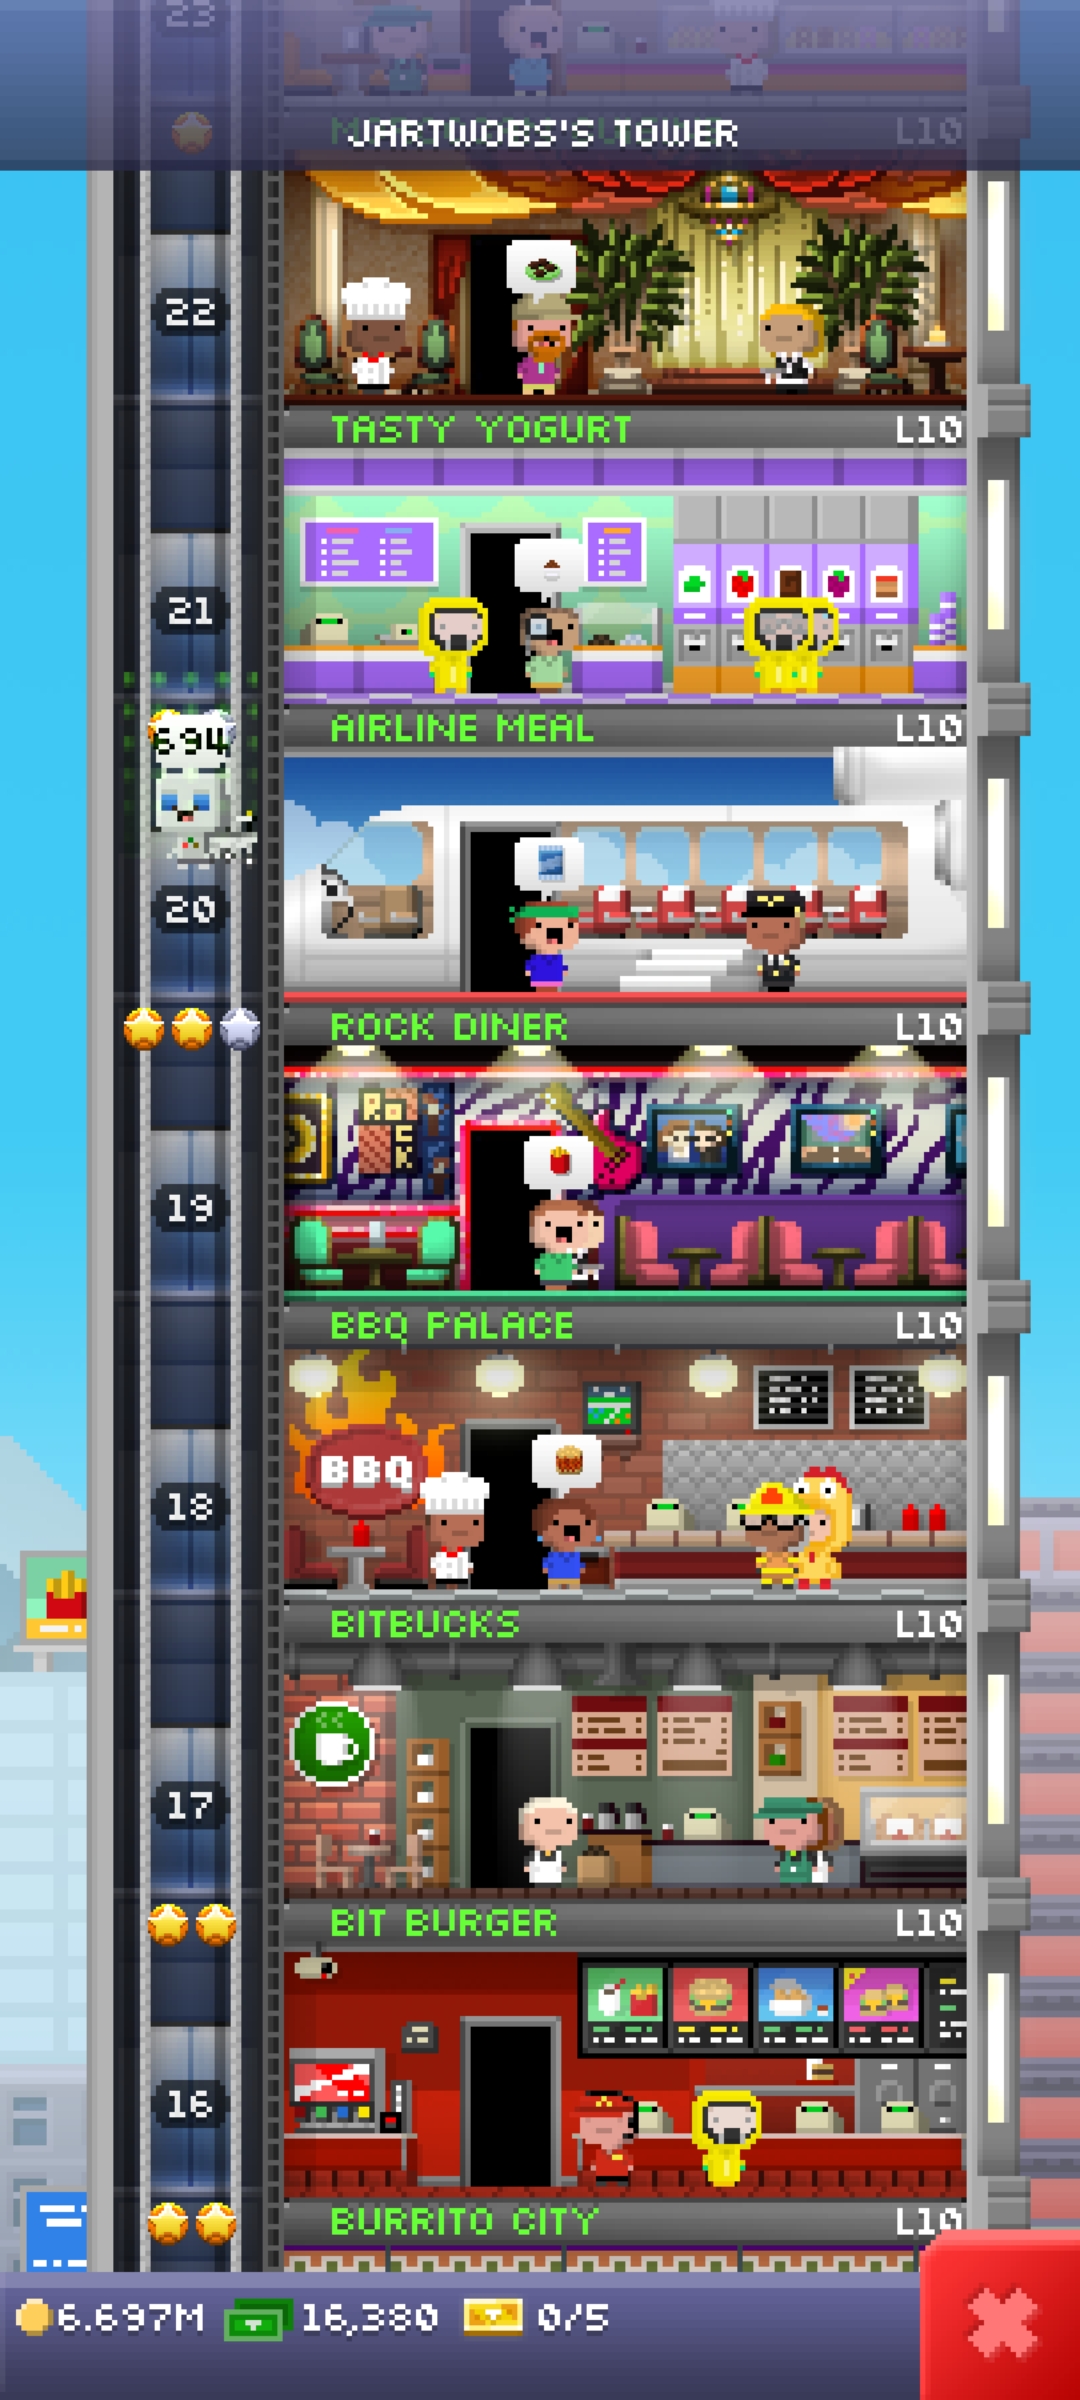 23
JARTWOBS'S TOWER
L10
22
TASTY YOGURT L10
21
AIRLINE MEAL L10
694
20
ROCK DINER L10
ROCK
19
BBQ PALACE L10
BBQ
18
BITBUCKS L10
17
BIT BURGER L10
16
BURRITO CITY L10
6.697M 16,380 0/5